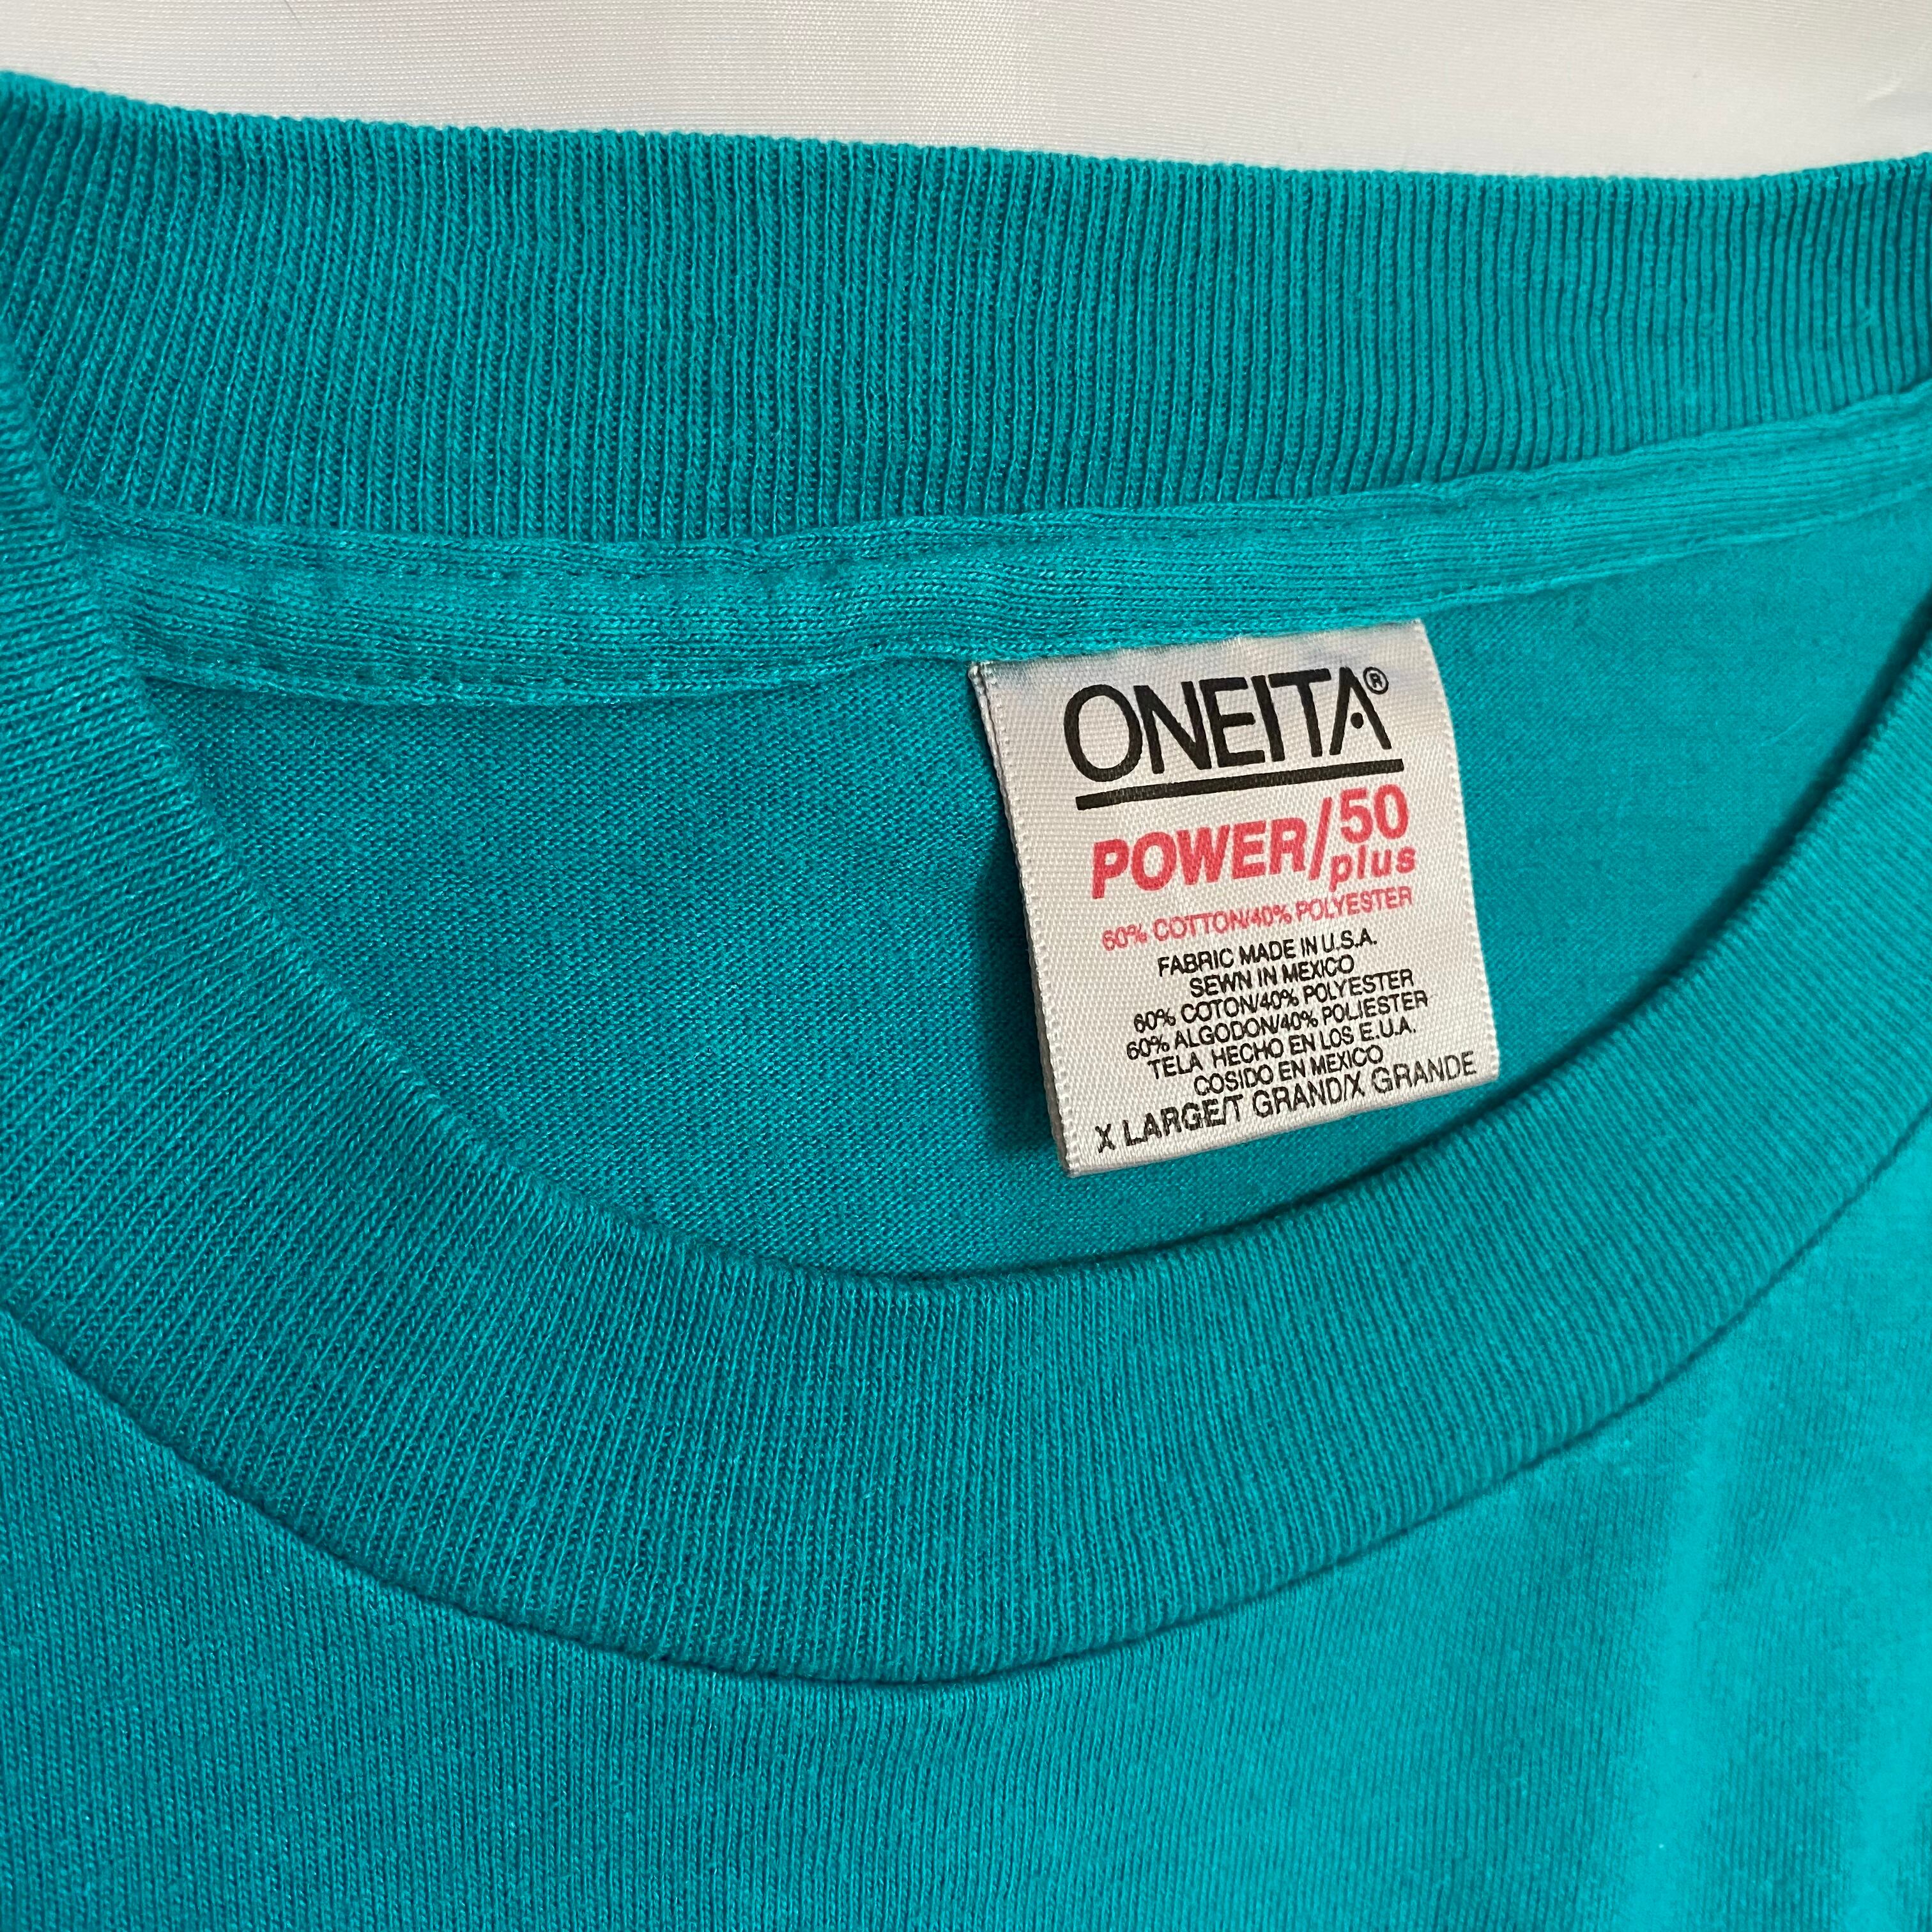 ONEITA®
POWER/50
plus
60% COTTON/40% POLYESTER
FABRIC MADE IN U.S.A.
SEWN IN MEXICO
60% COTON/40% POLYESTER
60% ALGODON/40% POLIESTER
TELA HECHO EN LOS E.U.A.
COSIDO EN MEXICO
X LARGE/T GRAND/X GRANDE